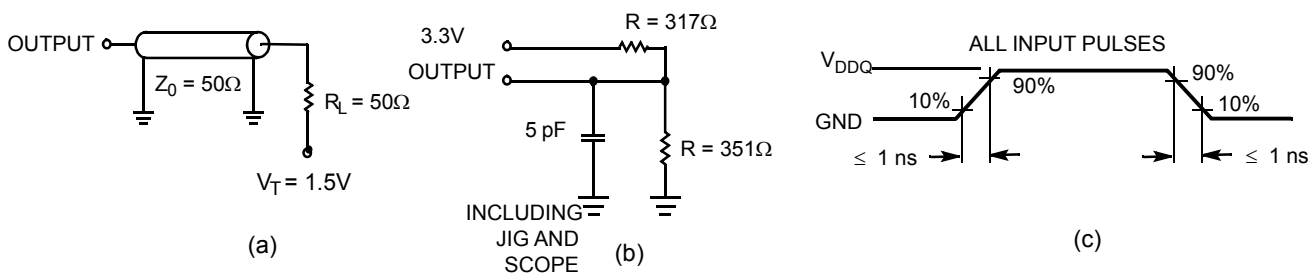 OUTPUT
Z0 = 50Ω
RL = 50Ω
VT = 1.5V
(a)
R = 317Ω
3.3V
OUTPUT
5 pF
R = 351Ω
INCLUDING
JIG AND
SCOPE
(b)
ALL INPUT PULSES
VDDQ
GND
10%
90%
90%
10%
≤ 1 ns
≤ 1 ns
(c)